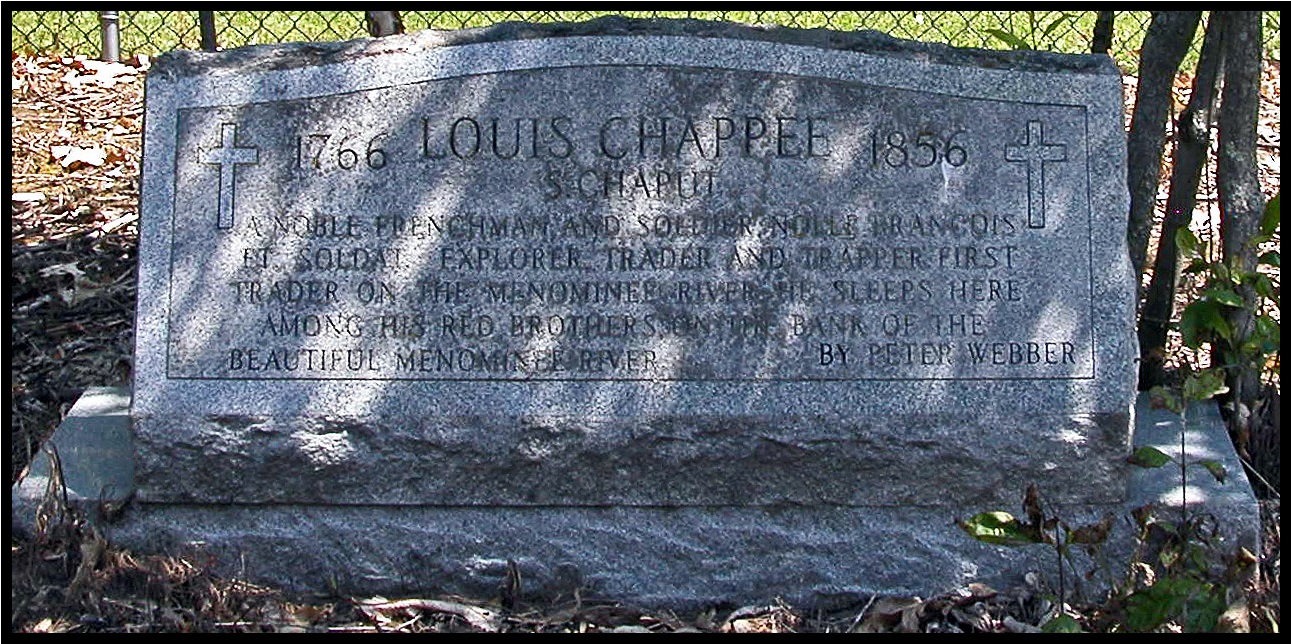 1766 LOUIS CHAPPEE 1856
S. CHAPUT
A NOBLE FRENCHMAN AND SOLDIER NOLLE FRANCOIS
ET. SOLDAT EXPLORER TRADER AND TRAPPER FIRST
TRADER ON THE MENOMINEE RIVER HE SLEEPS HERE
AMONG HIS RED BROTHERS ON THE BANK OF THE
BEAUTIFUL MENOMINEE RIVER. BY PETER WEBBER